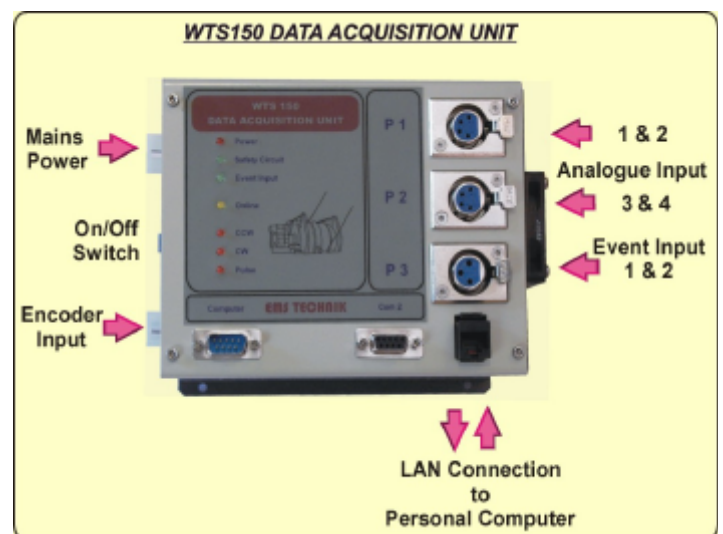 WTS150 DATA ACQUISITION UNIT
WTS 150
DATA ACQUISITION UNIT
Power
Safety Circuit
Event Input
Online
CCW
CW
Pulse
P 1
P 2
P 3
Computer
EMS TECHNIK
Com 2
Mains
Power
On/Off
Switch
Encoder
Input
1 & 2
Analogue Input
3 & 4
Event Input
1 & 2
LAN Connection
to
Personal Computer